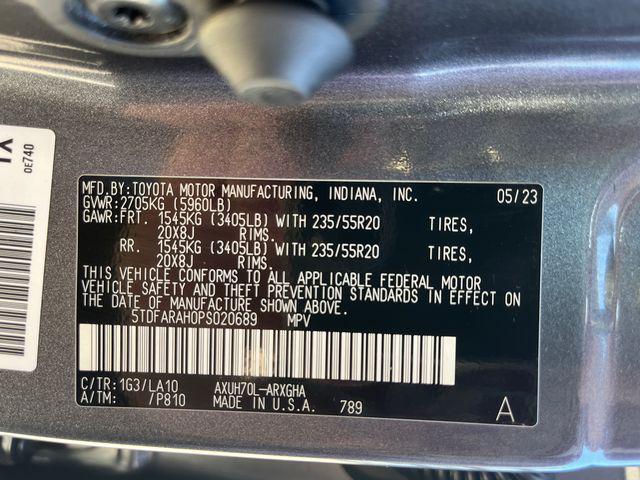 MFD.BY:TOYOTA MOTOR MANUFACTURING, INDIANA, INC. 05/23
GVWR:2705KG (5960LB)
GAWR:FRT. 1545KG (3405LB) WITH 235/55R20 TIRES,
20X8J RIMS.
RR. 1545KG (3405LB) WITH 235/55R20 TIRES,
20X8J RIMS.
THIS VEHICLE CONFORMS TO ALL APPLICABLE FEDERAL MOTOR
VEHICLE SAFETY AND THEFT PREVENTION STANDARDS IN EFFECT ON
THE DATE OF MANUFACTURE SHOWN ABOVE.
5TDFARAH0PS020689 MPV
C/TR:1G3/LA10 AXUH70L-ARXGHA
A/TM: /P810 MADE IN U.S.A. 789
A
0E740